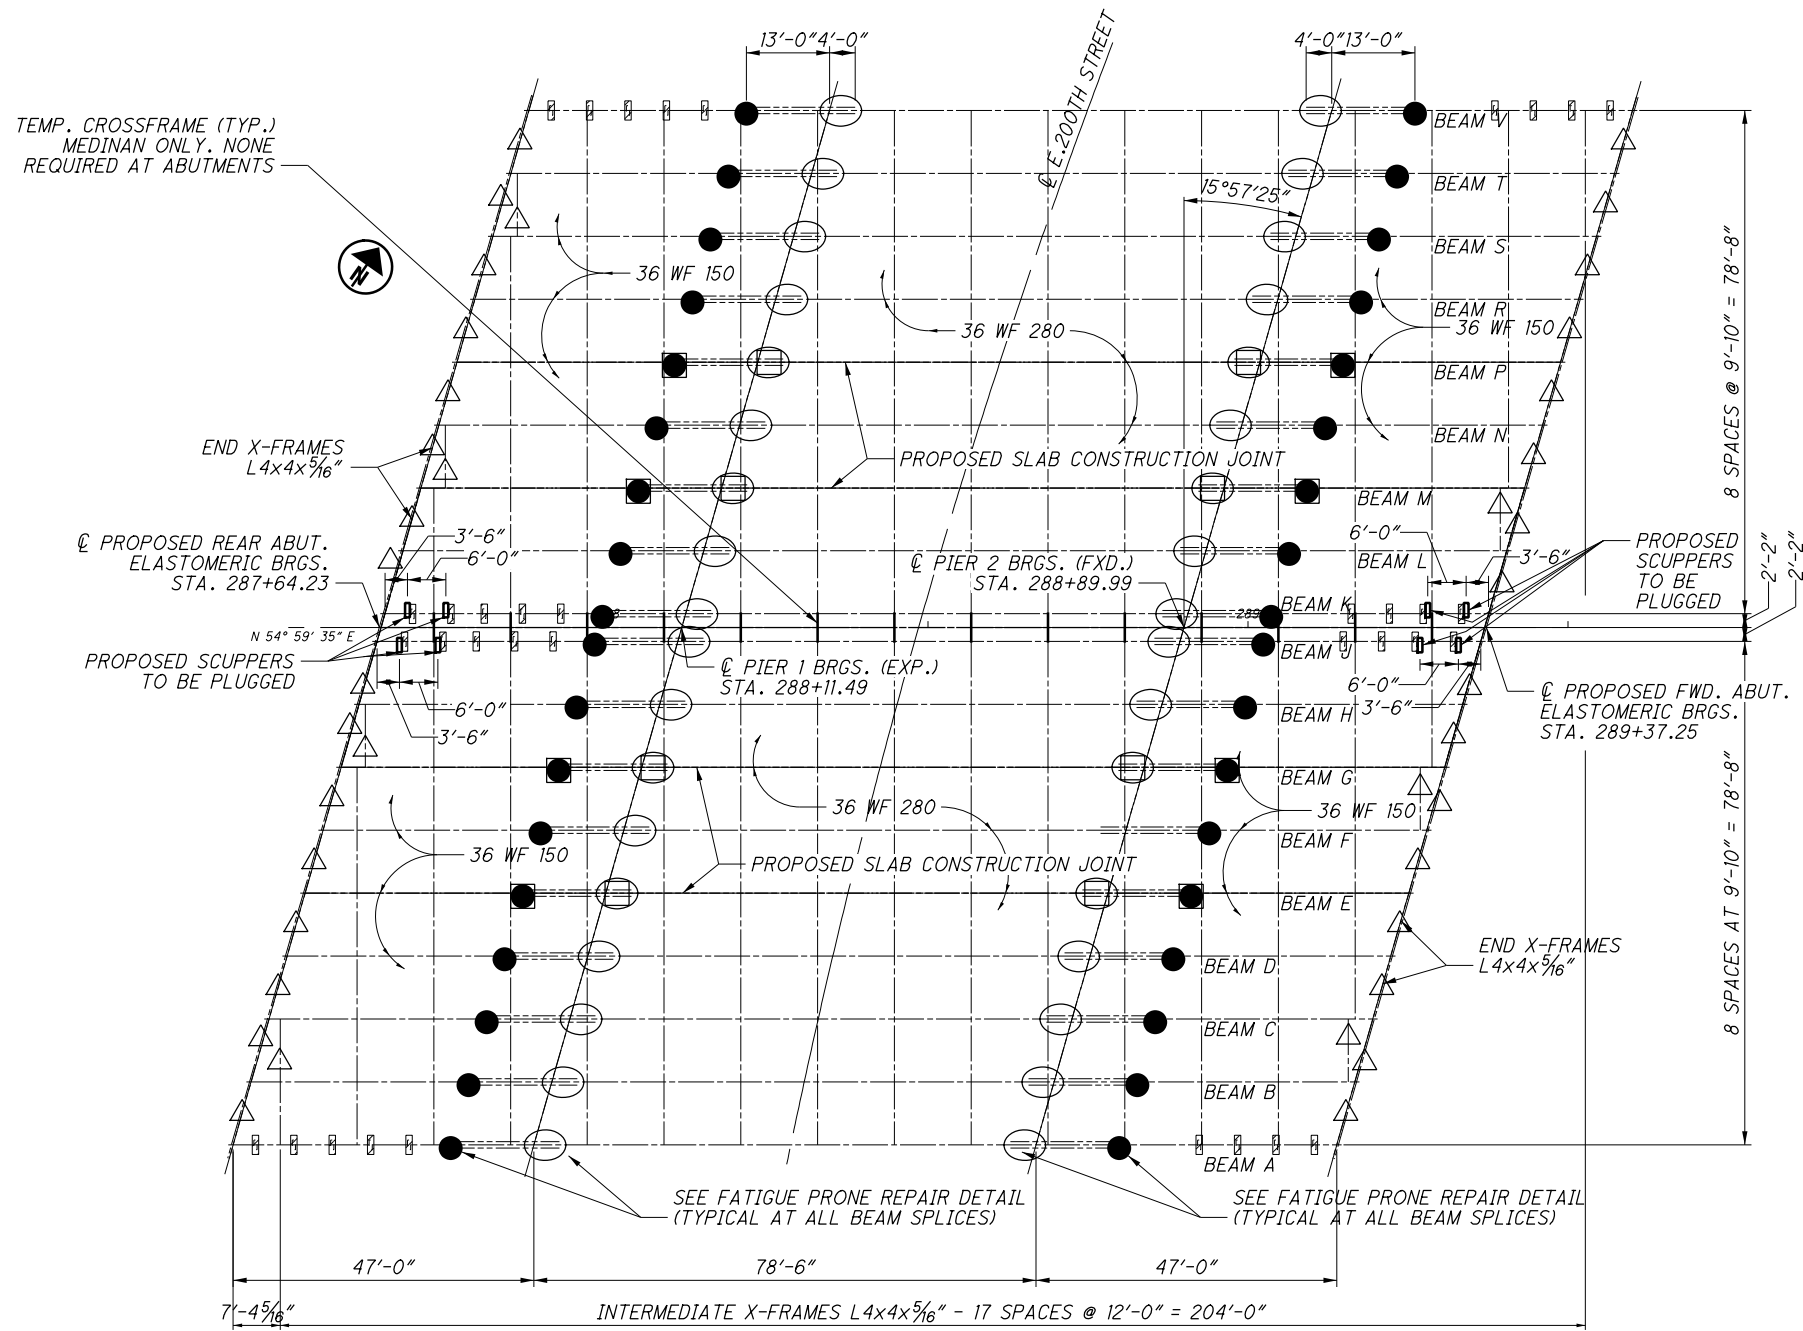 13'-0" 4'-0"
4'-0" 13'-0"
℄ E.200TH STREET
TEMP. CROSSFRAME (TYP.)
MEDINAN ONLY. NONE
REQUIRED AT ABUTMENTS
N
15°57'25"
BEAM V
BEAM T
BEAM S
BEAM R
BEAM P
BEAM N
BEAM M
BEAM L
BEAM K
BEAM J
BEAM H
BEAM G
BEAM F
BEAM E
BEAM D
BEAM C
BEAM B
BEAM A
36 WF 150
36 WF 280
36 WF 150
8 SPACES @ 9'-10" = 78'-8"
2'-2"
2'-2"
8 SPACES AT 9'-10" = 78'-8"
END X-FRAMES
L4x4x5/16"
PROPOSED SLAB CONSTRUCTION JOINT
℄ PROPOSED REAR ABUT.
ELASTOMERIC BRGS.
STA. 287+64.23
3'-6"
6'-0"
℄ PIER 2 BRGS. (FXD.)
STA. 288+89.99
6'-0"
3'-6"
PROPOSED
SCUPPERS
TO BE
PLUGGED
289
N 54° 59' 35" E
PROPOSED SCUPPERS
TO BE PLUGGED
6'-0"
3'-6"
℄ PIER 1 BRGS. (EXP.)
STA. 288+11.49
6'-0"
3'-6"
℄ PROPOSED FWD. ABUT.
ELASTOMERIC BRGS.
STA. 289+37.25
36 WF 280
36 WF 150
36 WF 150
PROPOSED SLAB CONSTRUCTION JOINT
END X-FRAMES
L4x4x5/16"
SEE FATIGUE PRONE REPAIR DETAIL
(TYPICAL AT ALL BEAM SPLICES)
SEE FATIGUE PRONE REPAIR DETAIL
(TYPICAL AT ALL BEAM SPLICES)
47'-0"
78'-6"
47'-0"
7'-4 5/16"
INTERMEDIATE X-FRAMES L4x4x5/16" - 17 SPACES @ 12'-0" = 204'-0"